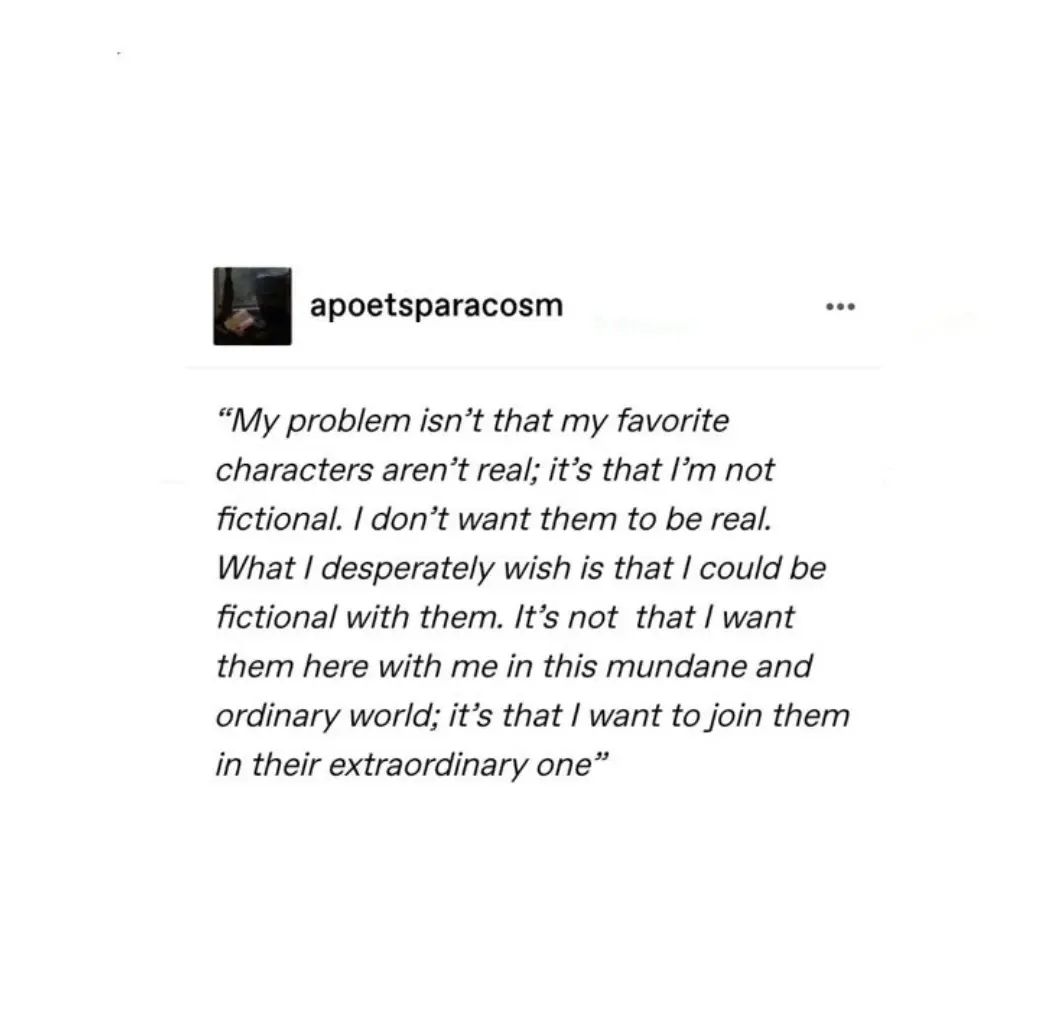 apoetsparacosm
“My problem isn’t that my favorite
characters aren’t real; it’s that I’m not
fictional. I don’t want them to be real.
What I desperately wish is that I could be
fictional with them. It’s not  that I want
them here with me in this mundane and
ordinary world; it’s that I want to join them
in their extraordinary one”